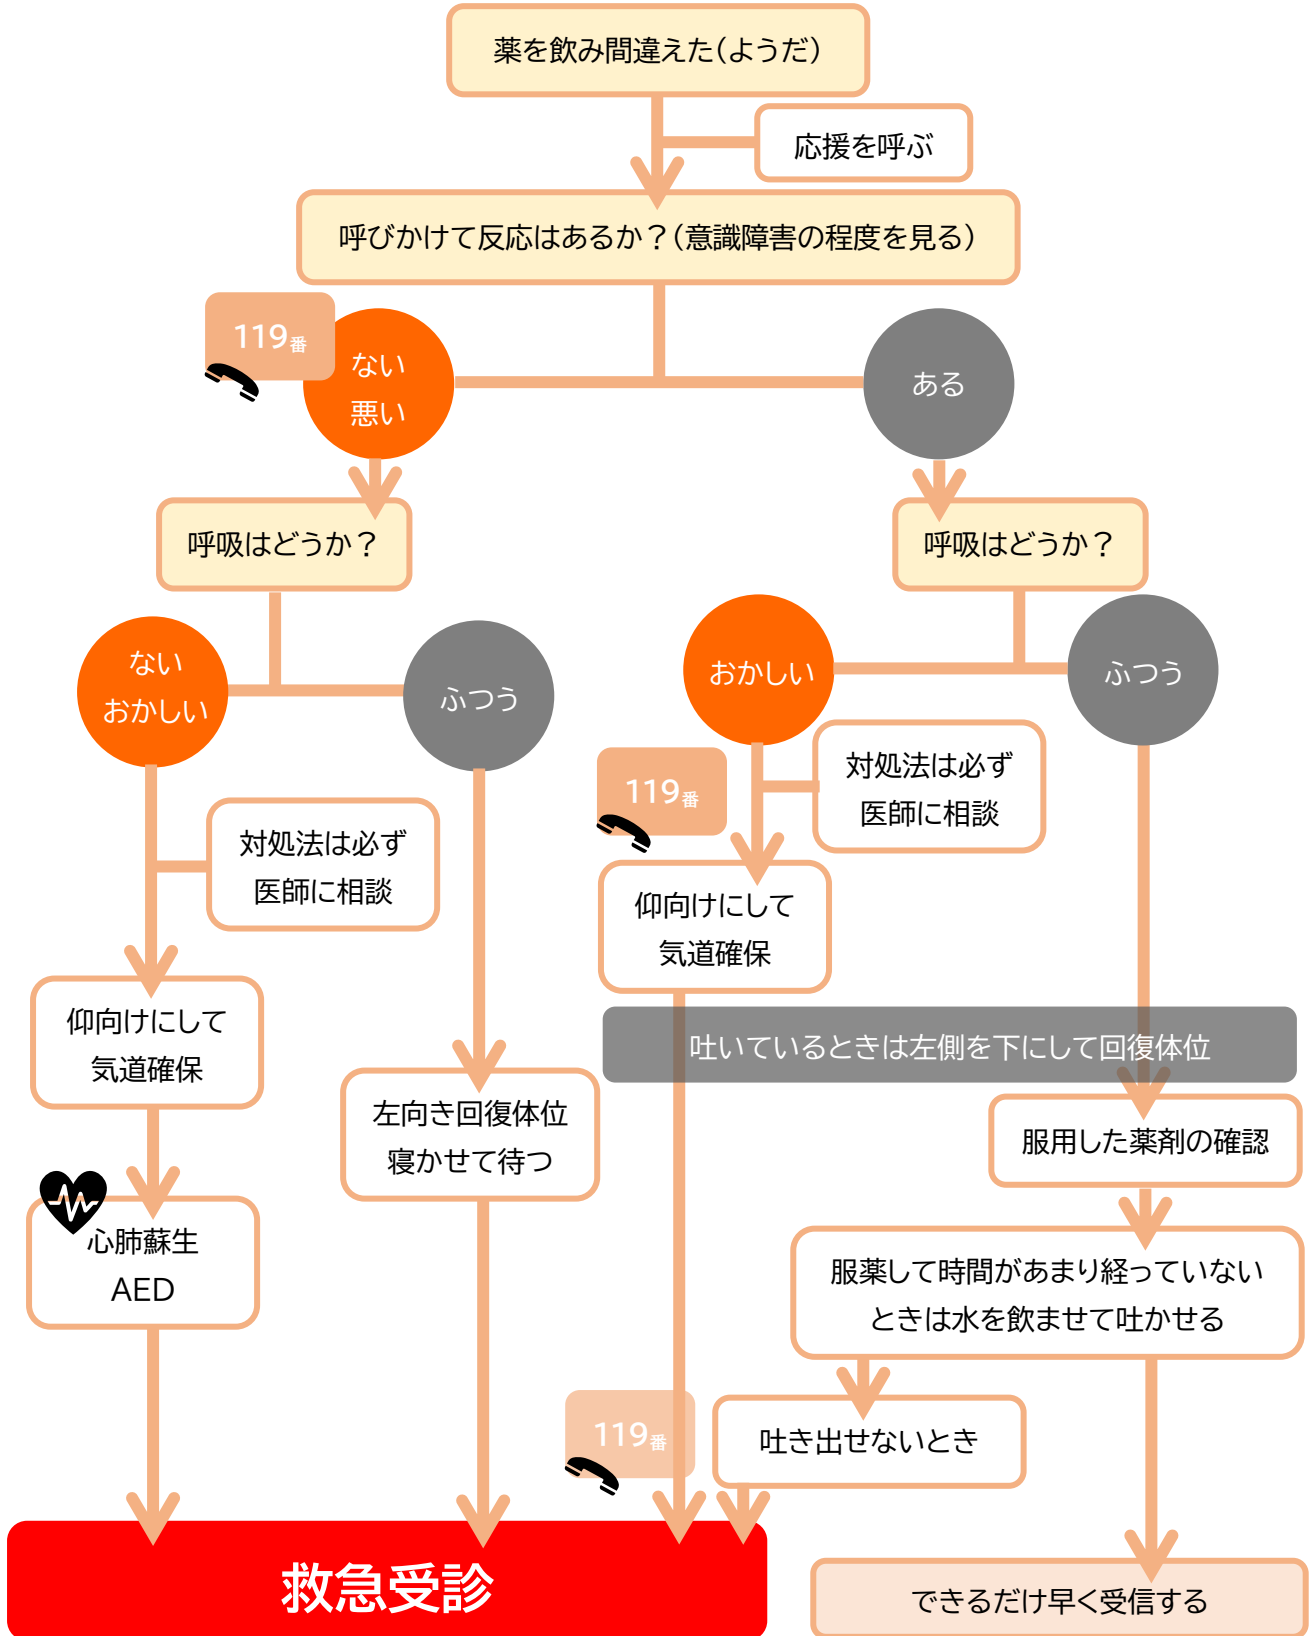 薬を飲み間違えた(ようだ)
応援を呼ぶ
呼びかけて反応はあるか？(意識障害の程度を見る)
119番
ない
悪い
ある
呼吸はどうか？
呼吸はどうか？
ない
おかしい
ふつう
おかしい
ふつう
対処法は必ず
医師に相談
119番
対処法は必ず
医師に相談
仰向けにして
気道確保
仰向けにして
気道確保
吐いているときは左側を下にして回復体位
左向き回復体位
寝かせて待つ
服用した薬剤の確認
心肺蘇生
AED
服薬して時間があまり経っていない
ときは水を飲ませて吐かせる
119番
吐き出せないとき
救急受診
できるだけ早く受信する